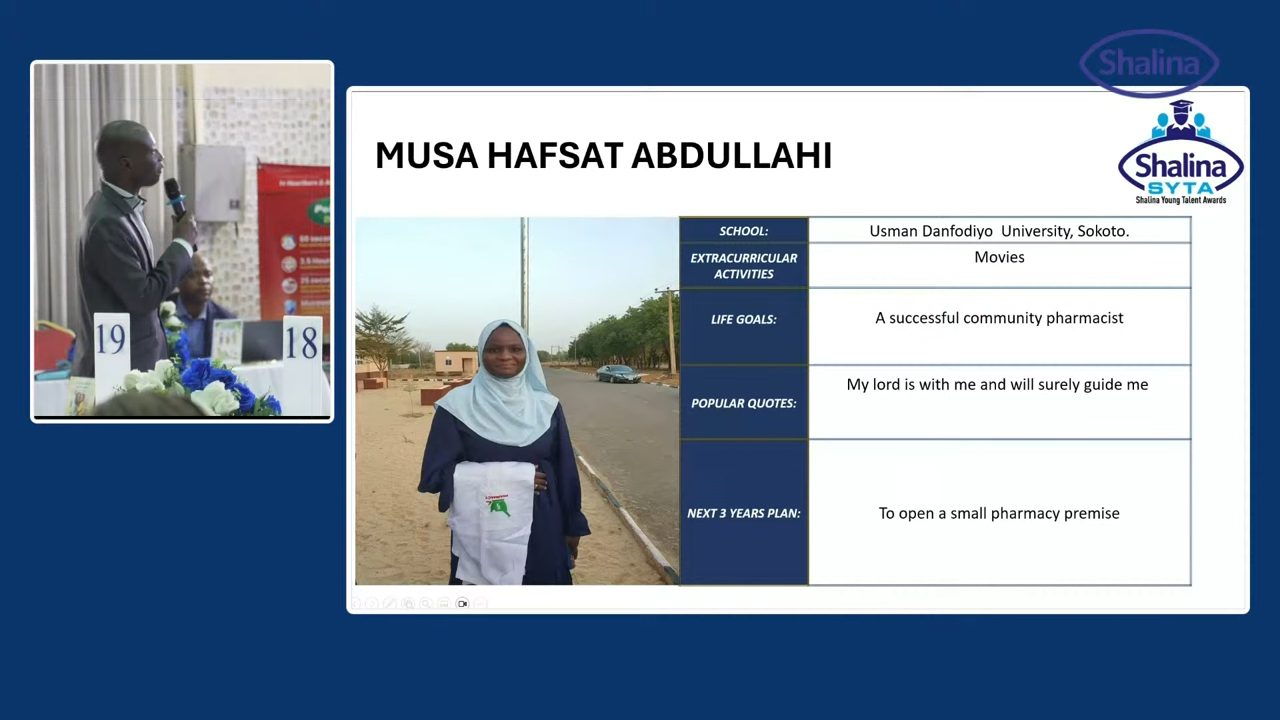 Shalina
MUSA HAFSAT ABDULLAHI
Shalina
SYTA
Shalina Young Talent Awards
SCHOOL:
Usman Danfodiyo University, Sokoto.
EXTRACURRICULAR
ACTIVITIES
Movies
LIFE GOALS:
A successful community pharmacist
POPULAR QUOTES:
My lord is with me and will surely guide me
NEXT 3 YEARS PLAN:
To open a small pharmacy premise
19
18